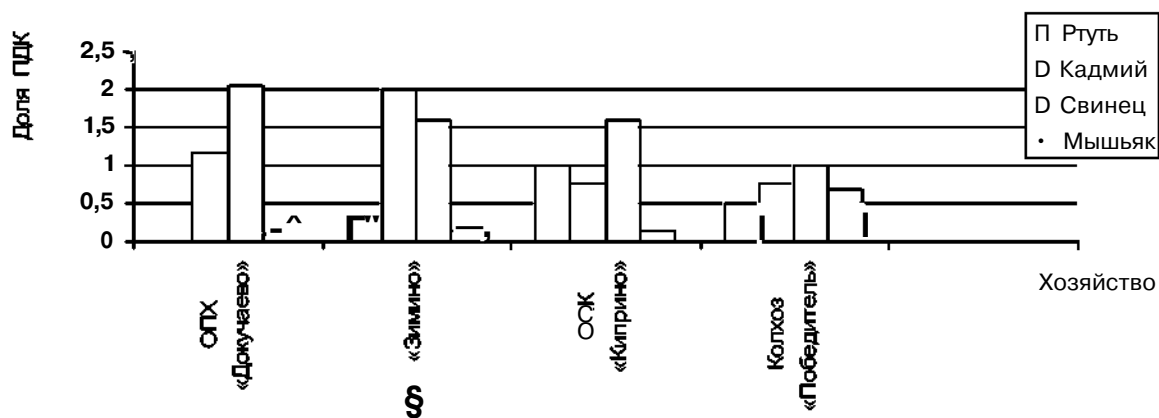 Доля ПДК
2,5
2
1,5
1
0,5
0
П Ртуть
D Кадмий
D Свинец
· Мышьяк
ОПХ
«Докучаево»
§ «Зимино»
«Киприно»
Колхоз
«Победитель»
Хозяйство